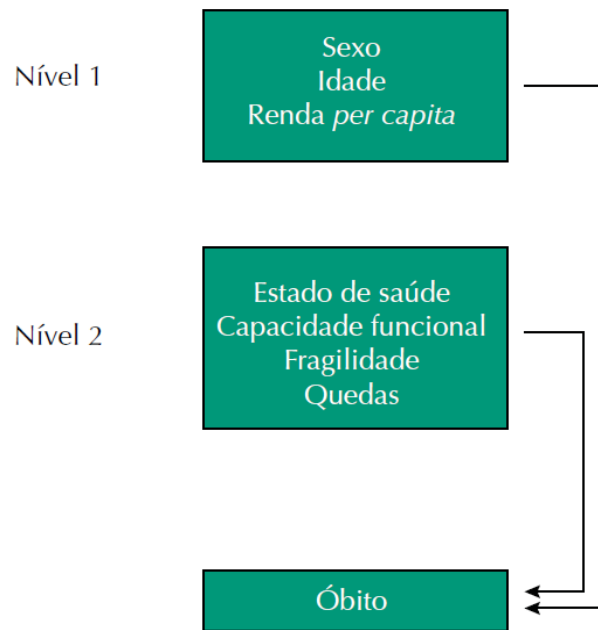 Nível 1
Sexo
Idade
Renda per capita
Nível 2
Estado de saúde
Capacidade funcional
Fragilidade
Quedas
Óbito